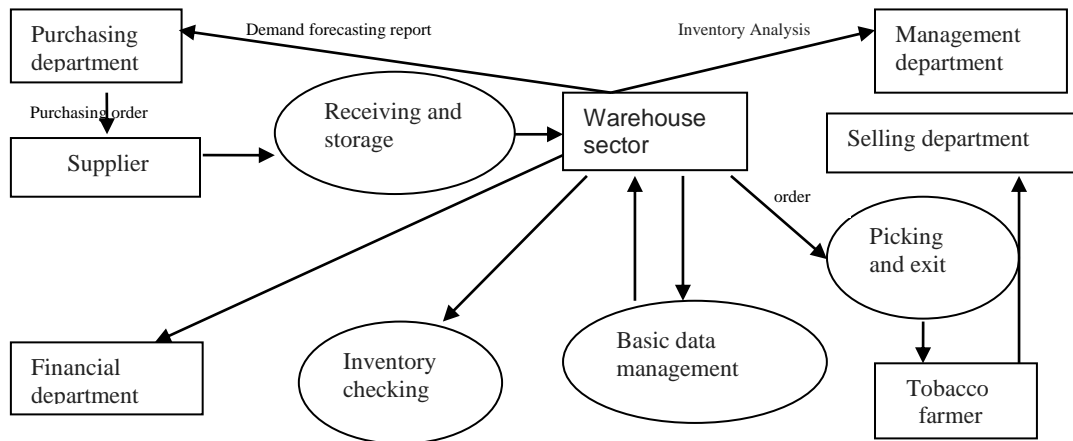 Demand forecasting report
Inventory Analysis
Purchasing
department
Management
department
Purchasing order
Receiving and
storage
Warehouse
sector
Selling department
Supplier
order
Picking
and exit
Financial
department
Inventory
checking
Basic data
management
Tobacco
farmer